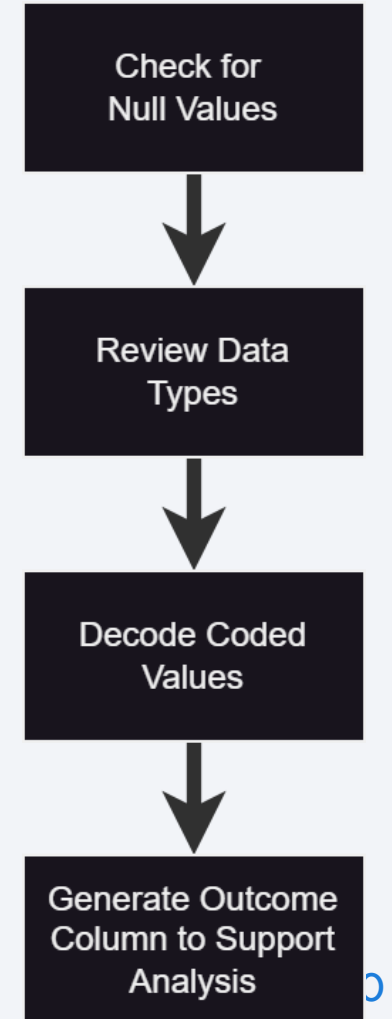 Check for
Null Values
Review Data
Types
Decode Coded
Values
Generate Outcome
Column to Support
Analysis